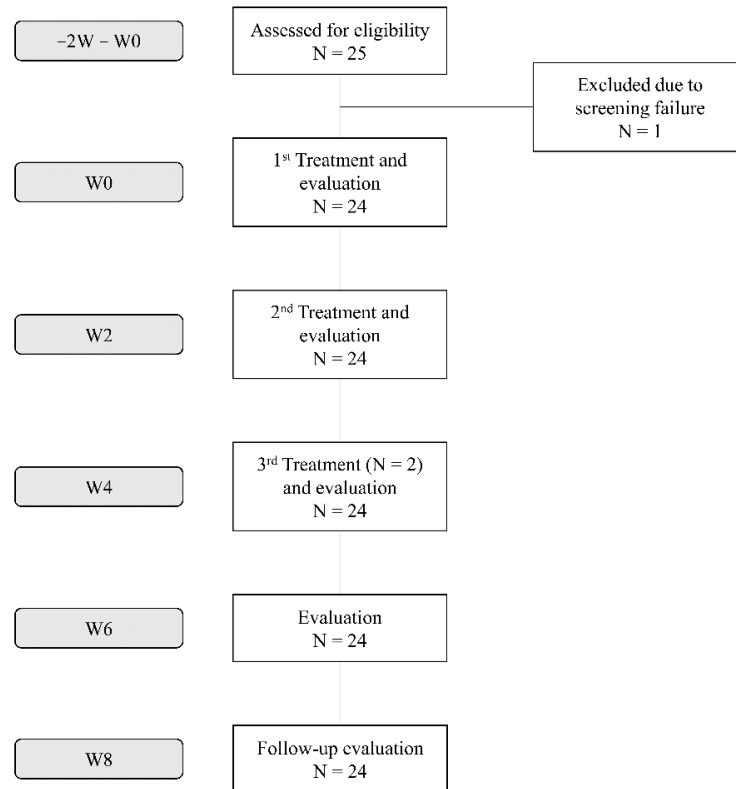 −2W – W0
Assessed for eligibility
N = 25
Excluded due to
screening failure
N = 1
W0
1st Treatment and
evaluation
N = 24
W2
2nd Treatment and
evaluation
N = 24
W4
3rd Treatment (N = 2)
and evaluation
N = 24
W6
Evaluation
N = 24
W8
Follow-up evaluation
N = 24